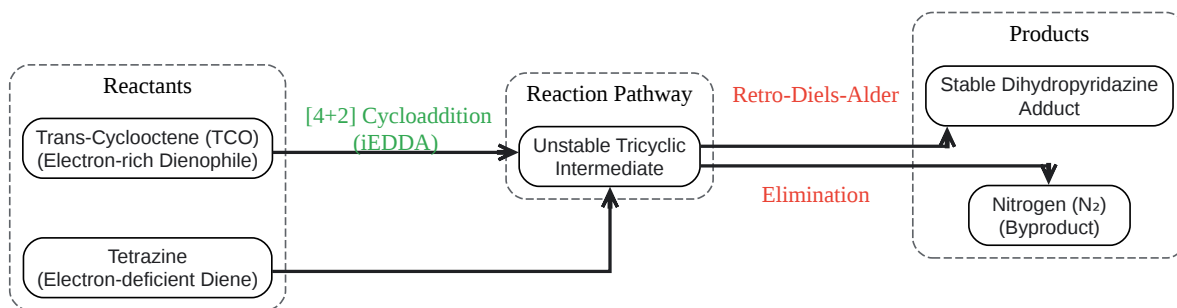 Reactants
Trans-Cyclooctene (TCO)
(Electron-rich Dienophile)
Tetrazine
(Electron-deficient Diene)
[4+2] Cycloaddition
(iEDDA)
Reaction Pathway
Unstable Tricyclic
Intermediate
Retro-Diels-Alder
Elimination
Products
Stable Dihydropyridazine
Adduct
Nitrogen (N₂)
(Byproduct)